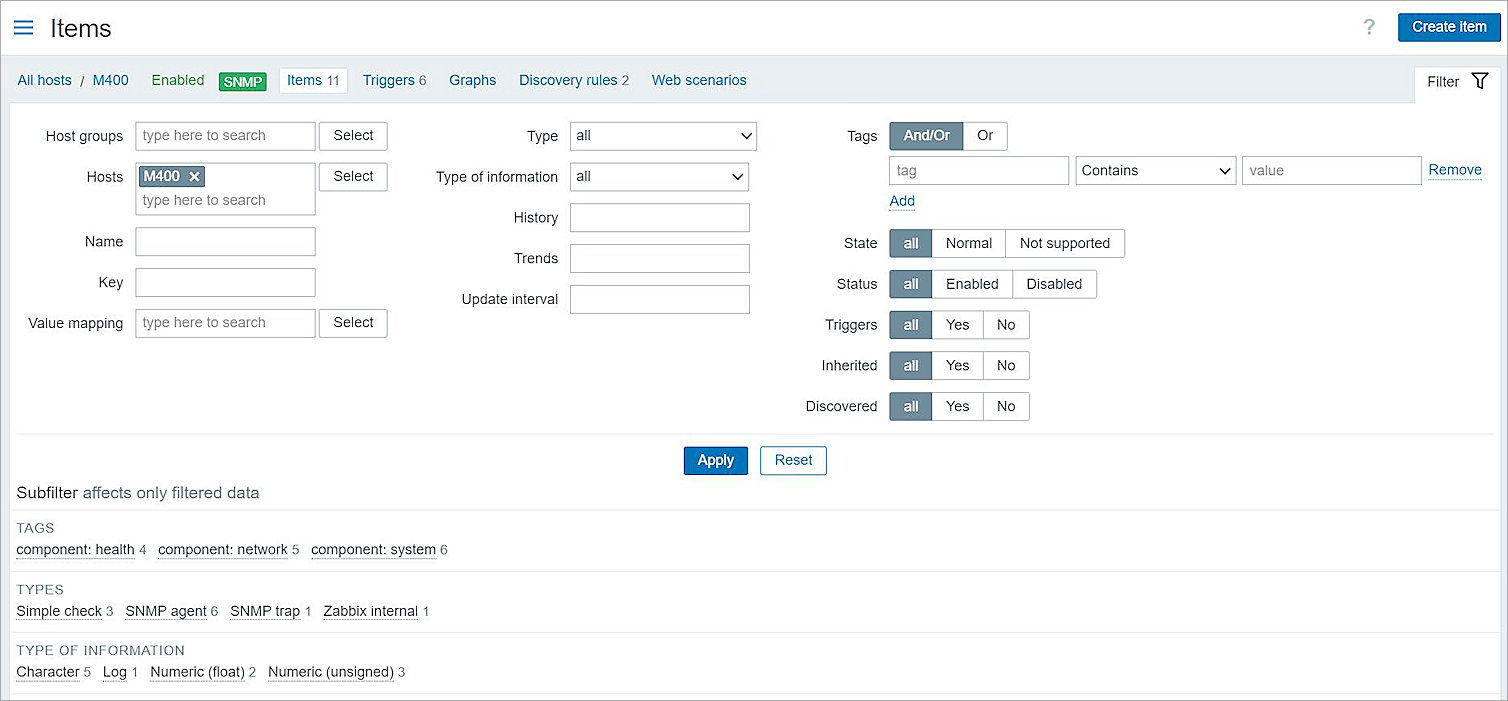 Items
?
Create item
All hosts / M400 Enabled SNMP Items 11 Triggers 6 Graphs Discovery rules 2 Web scenarios
Filter
Host groups type here to search Select
Hosts M400 × Select
type here to search
Name
Key
Value mapping type here to search Select
Type all
Type of information all
History
Trends
Update interval
Tags And/Or Or
tag Contains value Remove
Add
State all Normal Not supported
Status all Enabled Disabled
Triggers all Yes No
Inherited all Yes No
Discovered all Yes No
Apply Reset
Subfilter affects only filtered data
TAGS
component: health 4 component: network 5 component: system 6
TYPES
Simple check 3 SNMP agent 6 SNMP trap 1 Zabbix internal 1
TYPE OF INFORMATION
Character 5 Log 1 Numeric (float) 2 Numeric (unsigned) 3